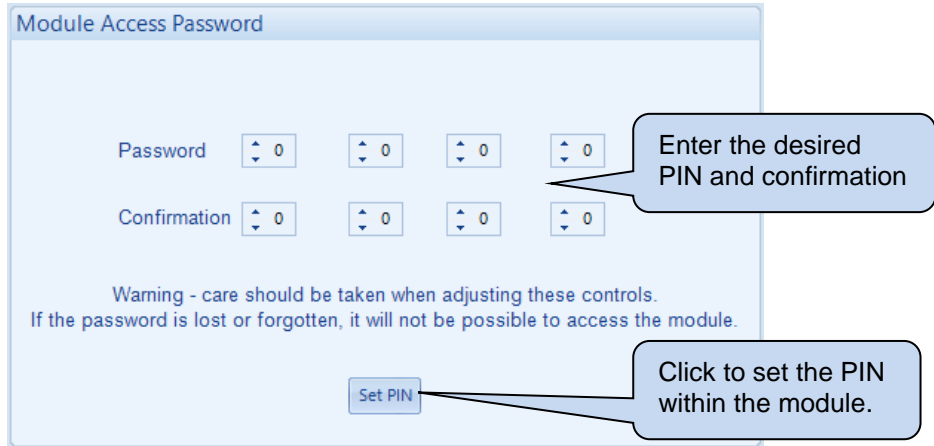 Module Access Password
Password 0 0 0 0
Enter the desired
PIN and confirmation
Confirmation 0 0 0 0
Warning - care should be taken when adjusting these controls.
If the password is lost or forgotten, it will not be possible to access the module.
Set PIN
Click to set the PIN
within the module.